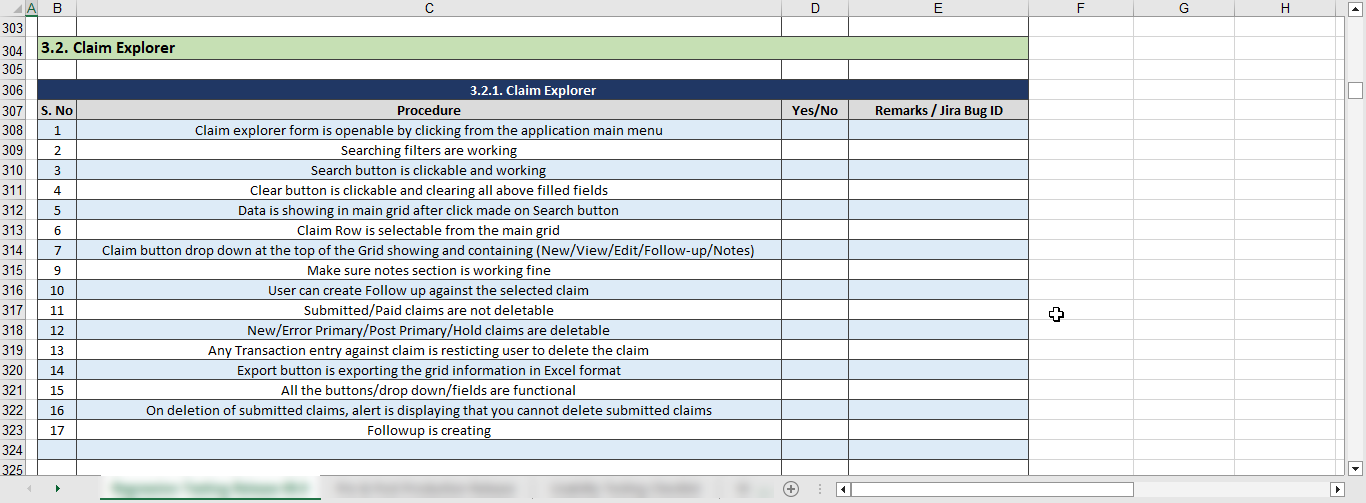 A B C D E F G H
303
304 3.2. Claim Explorer
305
306 3.2.1. Claim Explorer
307 S. No Procedure Yes/No Remarks / Jira Bug ID
308 1 Claim explorer form is openable by clicking from the application main menu
309 2 Searching filters are working
310 3 Search button is clickable and working
311 4 Clear button is clickable and clearing all above filled fields
312 5 Data is showing in main grid after click made on Search button
313 6 Claim Row is selectable from the main grid
314 7 Claim button drop down at the top of the Grid showing and containing (New/View/Edit/Follow-up/Notes)
315 9 Make sure notes section is working fine
316 10 User can create Follow up against the selected claim
317 11 Submitted/Paid claims are not deletable
318 12 New/Error Primary/Post Primary/Hold claims are deletable
319 13 Any Transaction entry against claim is resticting user to delete the claim
320 14 Export button is exporting the grid information in Excel format
321 15 All the buttons/drop down/fields are functional
322 16 On deletion of submitted claims, alert is displaying that you cannot delete submitted claims
323 17 Followup is creating
324
325